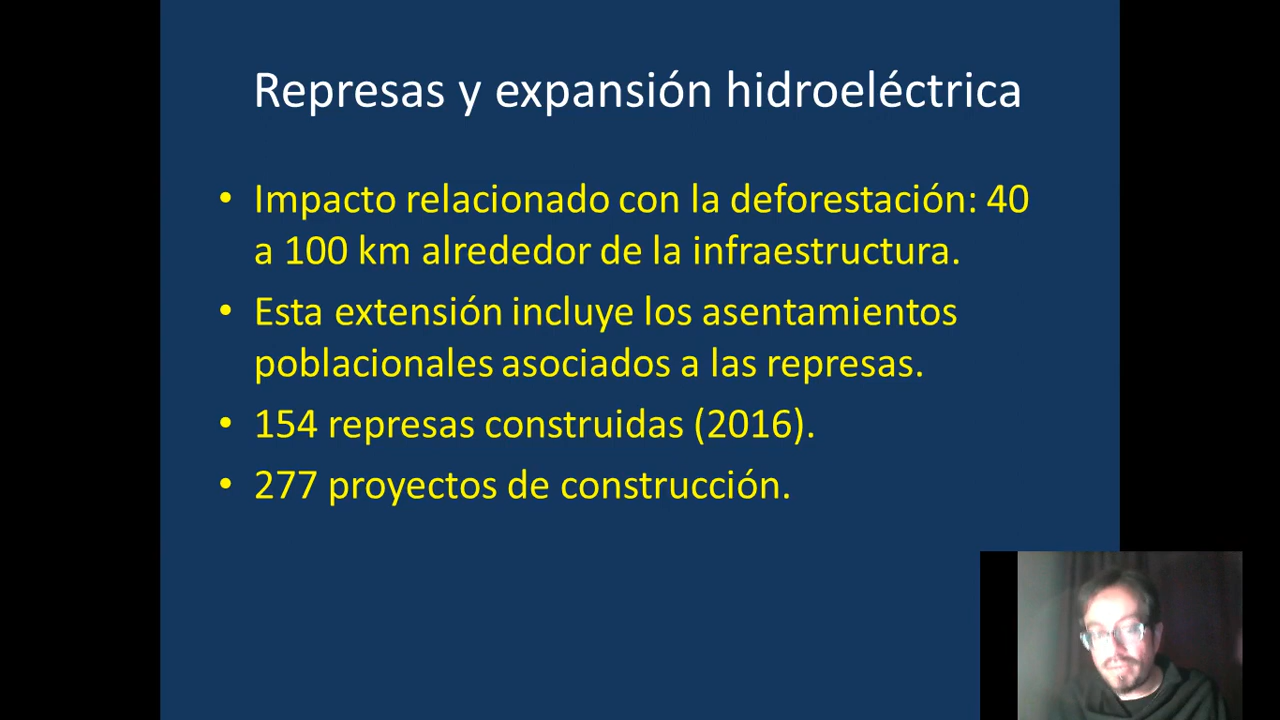 Represas y expansión hidroeléctrica
• Impacto relacionado con la deforestación: 40
a 100 km alrededor de la infraestructura.
• Esta extensión incluye los asentamientos
poblacionales asociados a las represas.
• 154 represas construidas (2016).
• 277 proyectos de construcción.